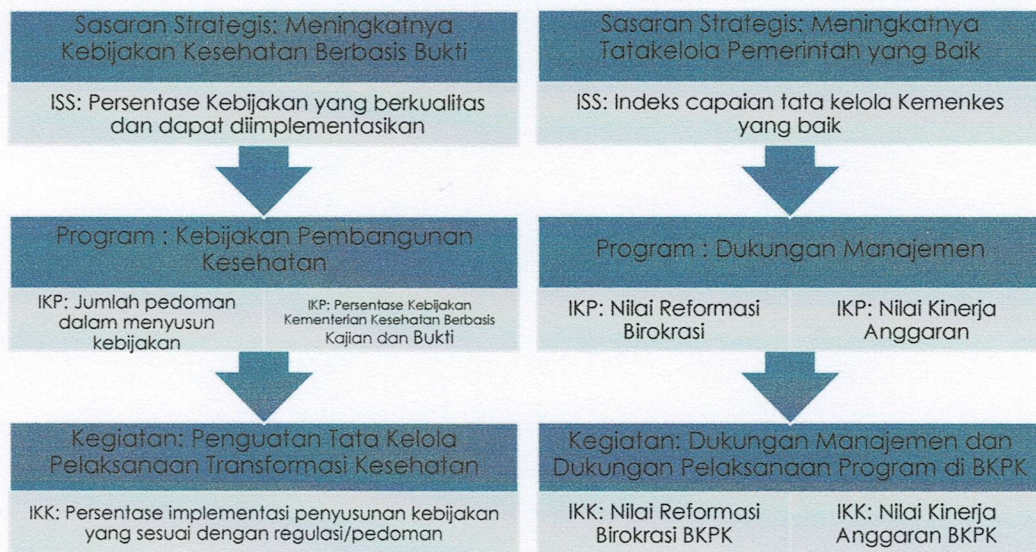 Sasaran Strategis: Meningkatnya
Kebijakan Kesehatan Berbasis Bukti
ISS: Persentase Kebijakan yang berkualitas
dan dapat diimplementasikan
Program : Kebijakan Pembangunan
Kesehatan
IKP: Jumlah pedoman
dalam menyusun
kebijakan
IKP: Persentase Kebijakan
Kementerian Kesehatan Berbasis
Kajian dan Bukti
Kegiatan: Penguatan Tata Kelola
Pelaksanaan Transformasi Kesehatan
IKK: Persentase implementasi penyusunan kebijakan
yang sesuai dengan regulasi/pedoman
Sasaran Strategis: Meningkatnya
Tatakelola Pemerintah yang Baik
ISS: Indeks capaian tata kelola Kemenkes
yang baik
Program : Dukungan Manajemen
IKP: Nilai Reformasi
Birokrasi
IKP: Nilai Kinerja
Anggaran
Kegiatan: Dukungan Manajemen dan
Dukungan Pelaksanaan Program di BKPK
IKK: Nilai Reformasi
Birokrasi BKPK
IKK: Nilai Kinerja
Anggaran BKPK